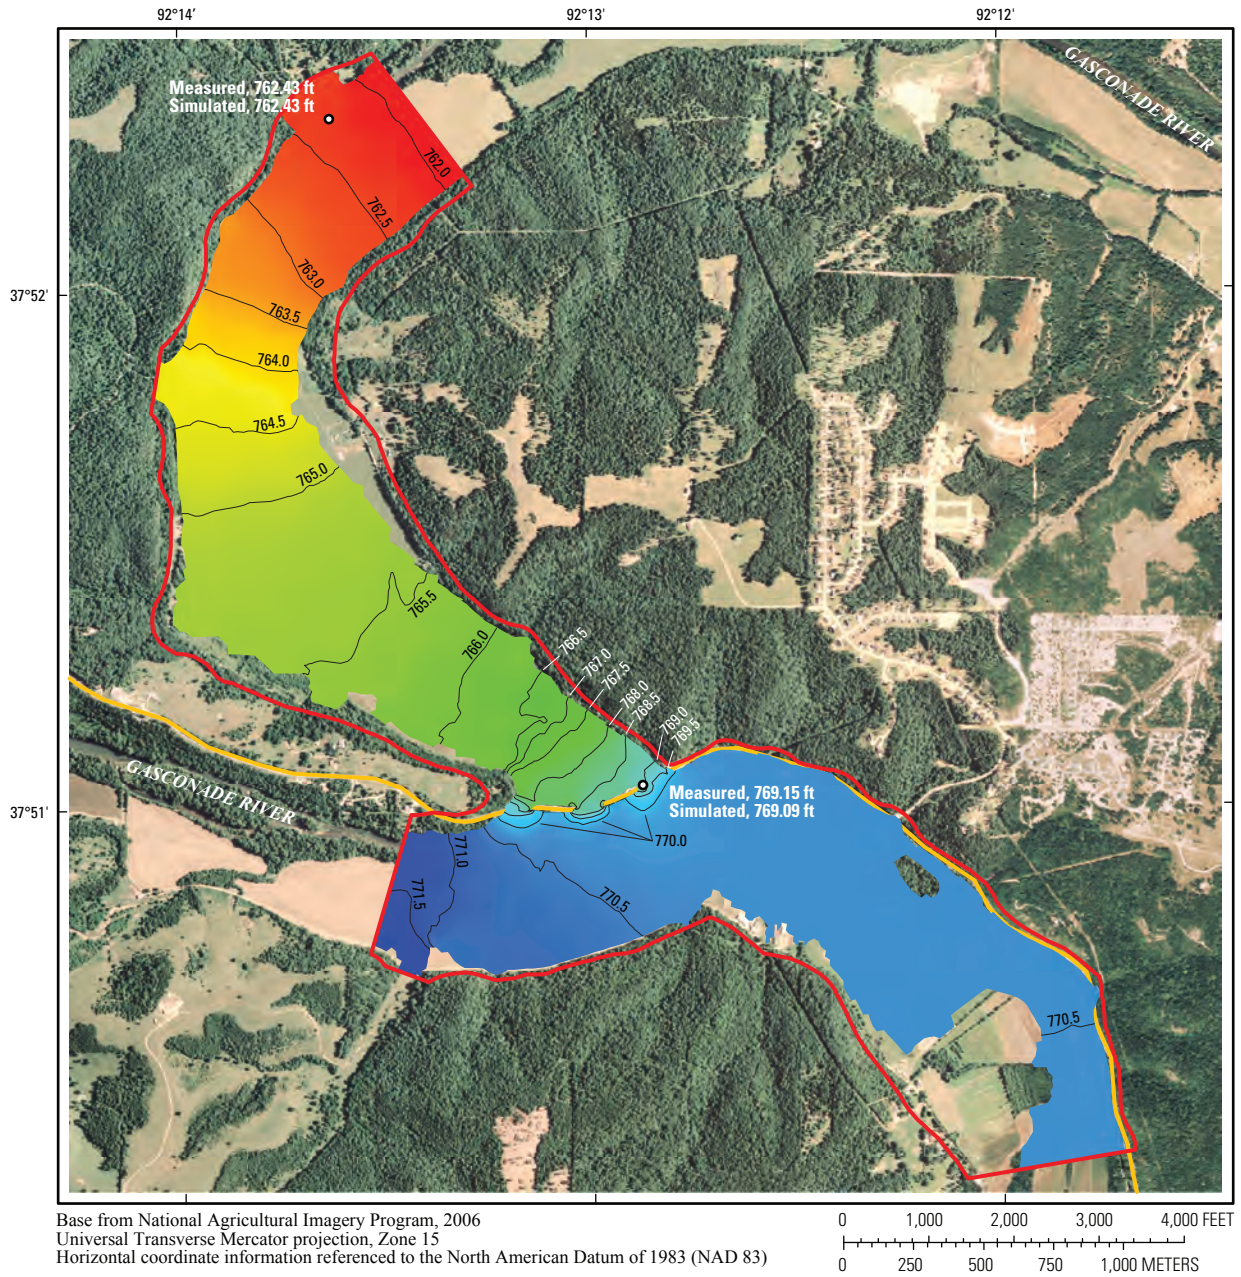 92°14'
92°13'
92°12'
GASCONADE RIVER
Measured, 762.43 ft
Simulated, 762.43 ft
762.0
762.5
763.0
37°52'
763.5
764.0
764.5
765.0
765.5
766.0
766.5
767.0
767.5
768.0
768.5
769.0
769.5
GASCONADE RIVER
Measured, 769.15 ft
Simulated, 769.09 ft
37°51'
770.0
771.0
771.5
770.5
770.5
Base from National Agricultural Imagery Program, 2006
Universal Transverse Mercator projection, Zone 15
Horizontal coordinate information referenced to the North American Datum of 1983 (NAD 83)
0 1,000 2,000 3,000 4,000 FEET
0 250 500 750 1,000 METERS